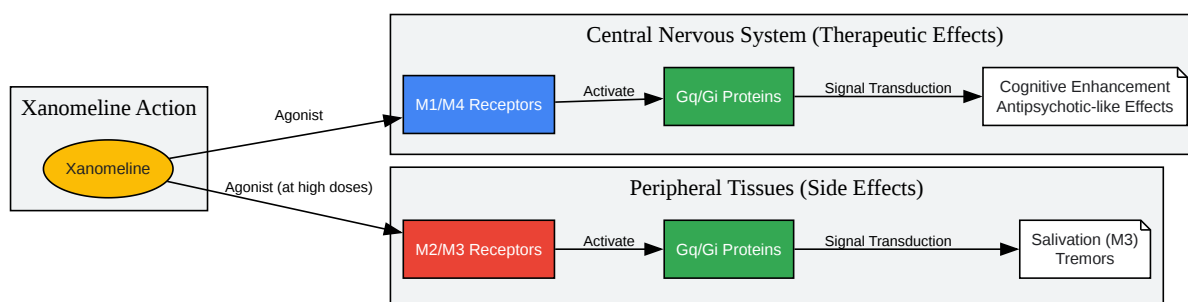 Xanomeline Action
Xanomeline
Agonist
Agonist (at high doses)
Central Nervous System (Therapeutic Effects)
M1/M4 Receptors
Activate
Gq/Gi Proteins
Signal Transduction
Cognitive Enhancement
Antipsychotic-like Effects
Peripheral Tissues (Side Effects)
M2/M3 Receptors
Activate
Gq/Gi Proteins
Signal Transduction
Salivation (M3)
Tremors